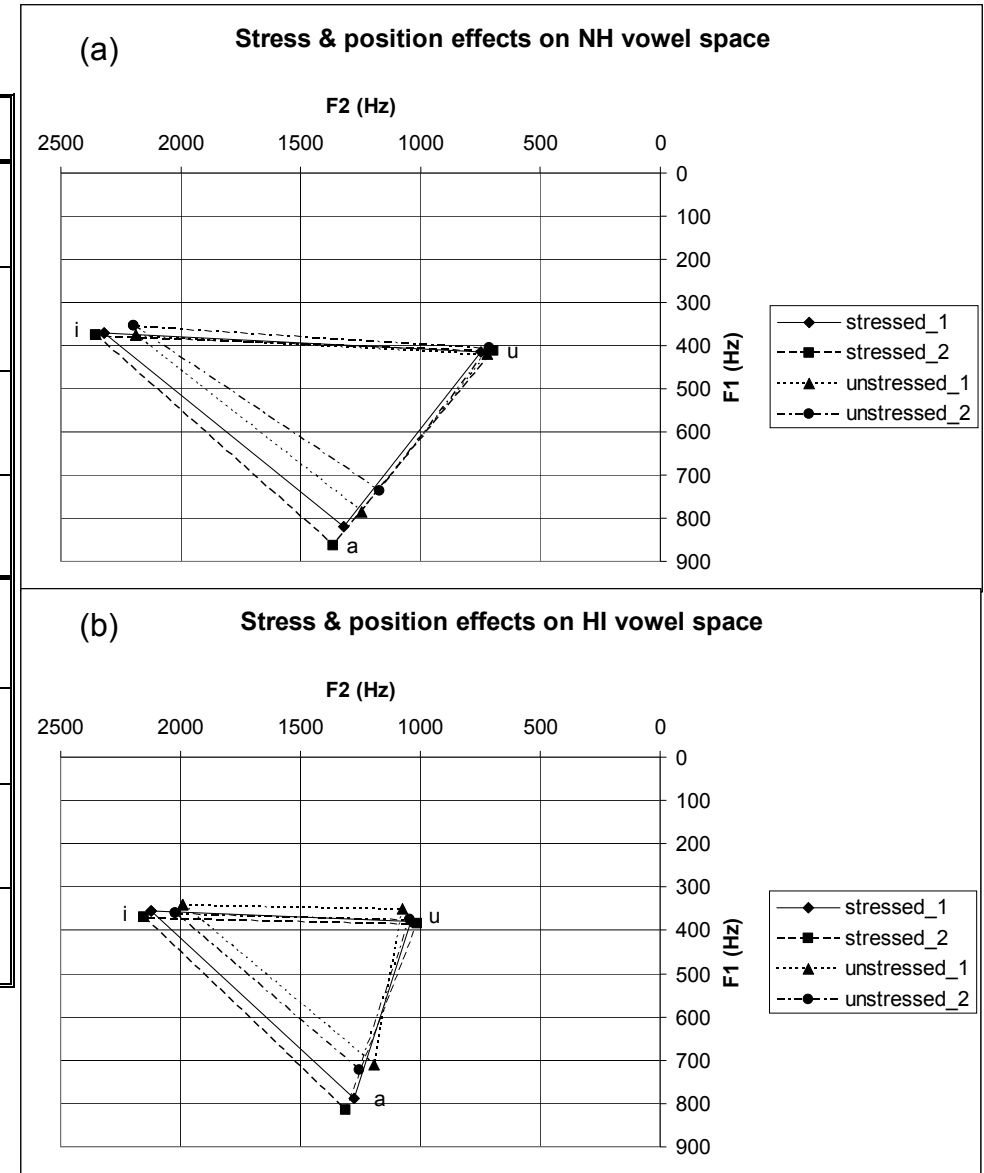 (a)
Stress & position effects on NH vowel space
F2 (Hz)
2500 2000 1500 1000 500 0
0
100
200
300
400
500
600
700
800
900
F1 (Hz)
i
u
a
stressed_1
stressed_2
unstressed_1
unstressed_2
(b)
Stress & position effects on HI vowel space
F2 (Hz)
2500 2000 1500 1000 500 0
0
100
200
300
400
500
600
700
800
900
F1 (Hz)
i
u
a
stressed_1
stressed_2
unstressed_1
unstressed_2